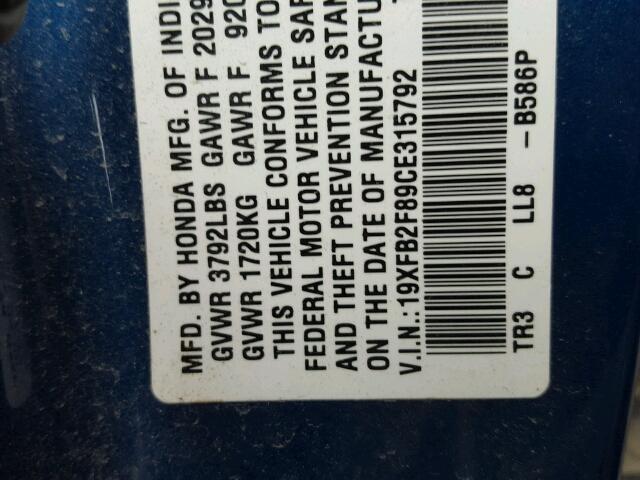 MFD. BY HONDA MFG. OF INDI
GVWR 3792LBS GAWR F 2029
GVWR 1720KG GAWR F 920
THIS VEHICLE CONFORMS TO
FEDERAL MOTOR VEHICLE SAF
AND THEFT PREVENTION STAN
ON THE DATE OF MANUFACTU
V.I.N.: 19XFB2F89CE315792
TR3 C LL8 - B586P